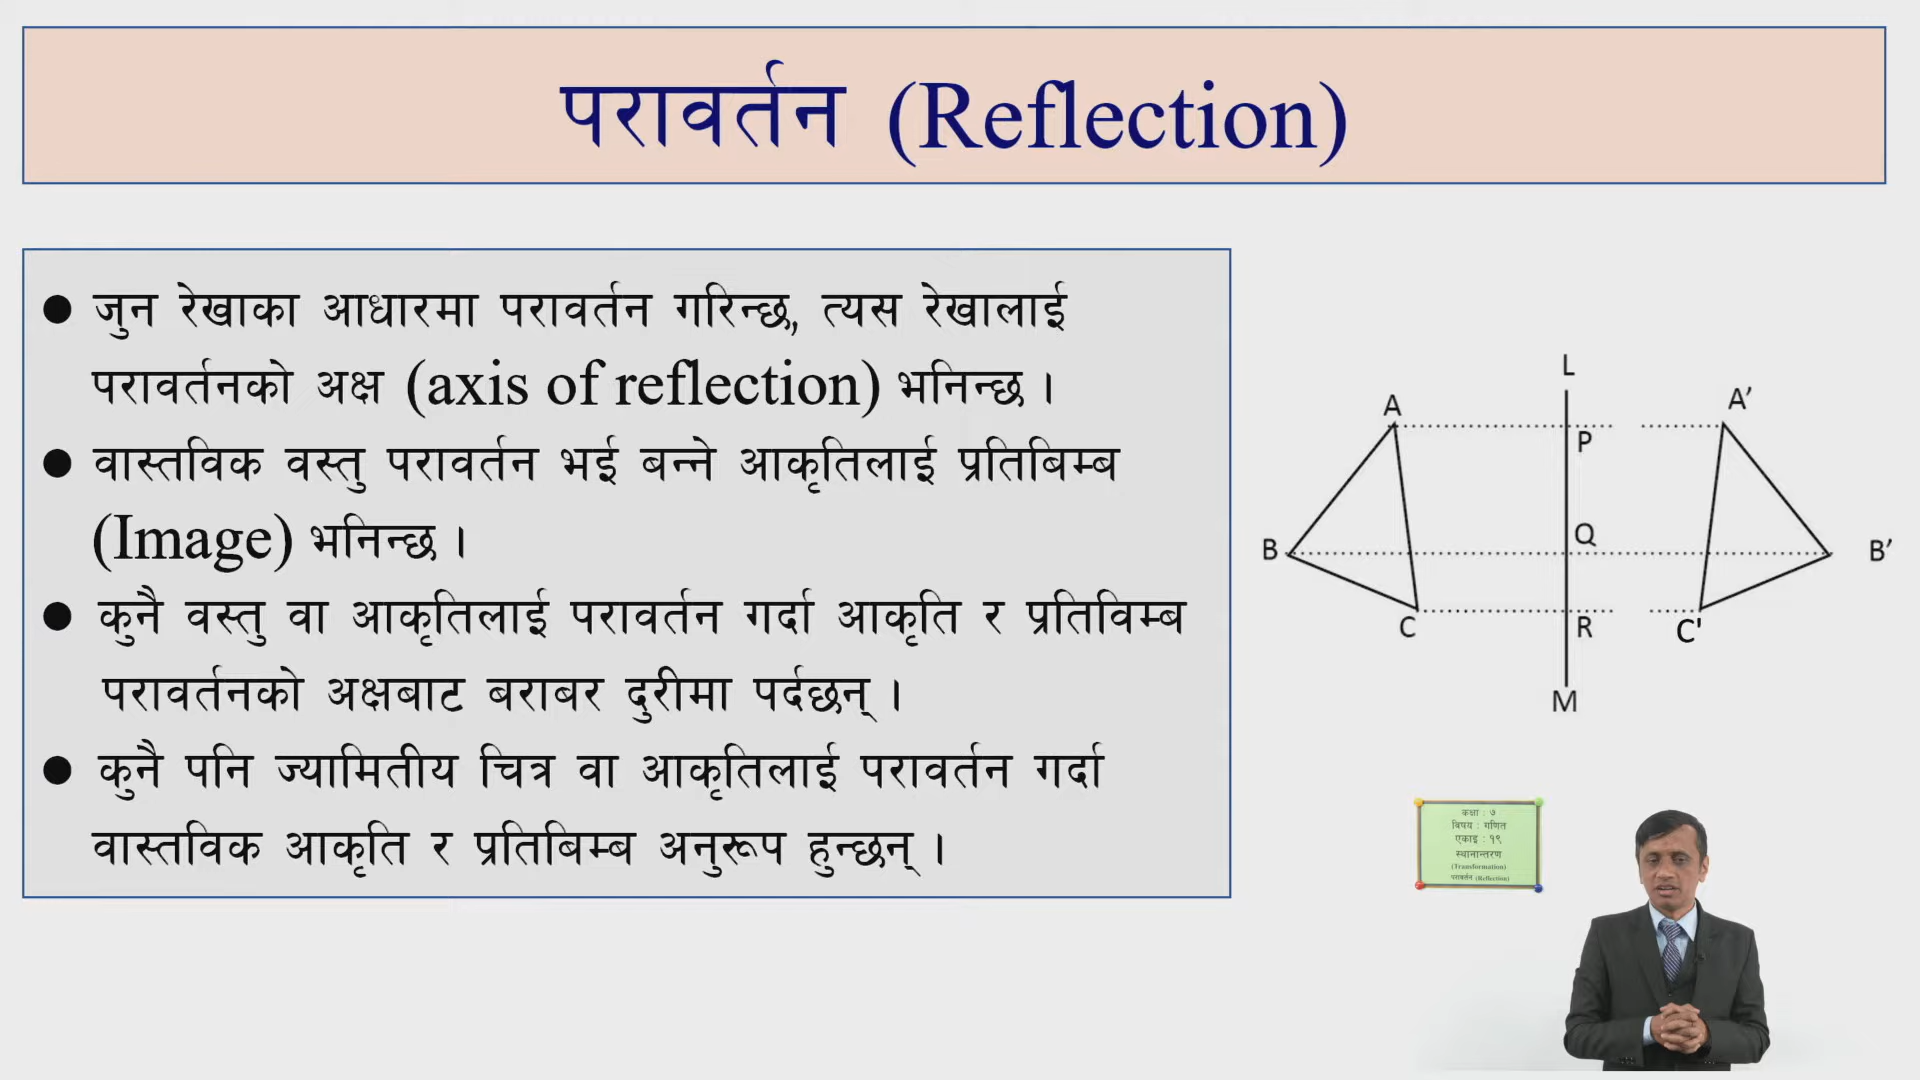 परावर्तन (Reflection)
● जुन रेखाका आधारमा परावर्तन गरिन्छ, त्यस रेखालाई
परावर्तनको अक्ष (axis of reflection) भनिन्छ ।
● वास्तविक वस्तु परावर्तन भई बन्ने आकृतिलाई प्रतिबिम्ब
(Image) भनिन्छ ।
● कुनै वस्तु वा आकृतिलाई परावर्तन गर्दा आकृति र प्रतिविम्ब
परावर्तनको अक्षबाट बराबर दुरीमा पर्दछन् ।
● कुनै पनि ज्यामितीय चित्र वा आकृतिलाई परावर्तन गर्दा
वास्तविक आकृति र प्रतिबिम्ब अनुरूप हुन्छन् ।
L
A
A′
P
B
Q
B′
C
R
C'
M
कक्षा : ७
विषय : गणित
एकाइ : १९
स्थानान्तरण
(Transformation)
परावर्तन (Reflection)